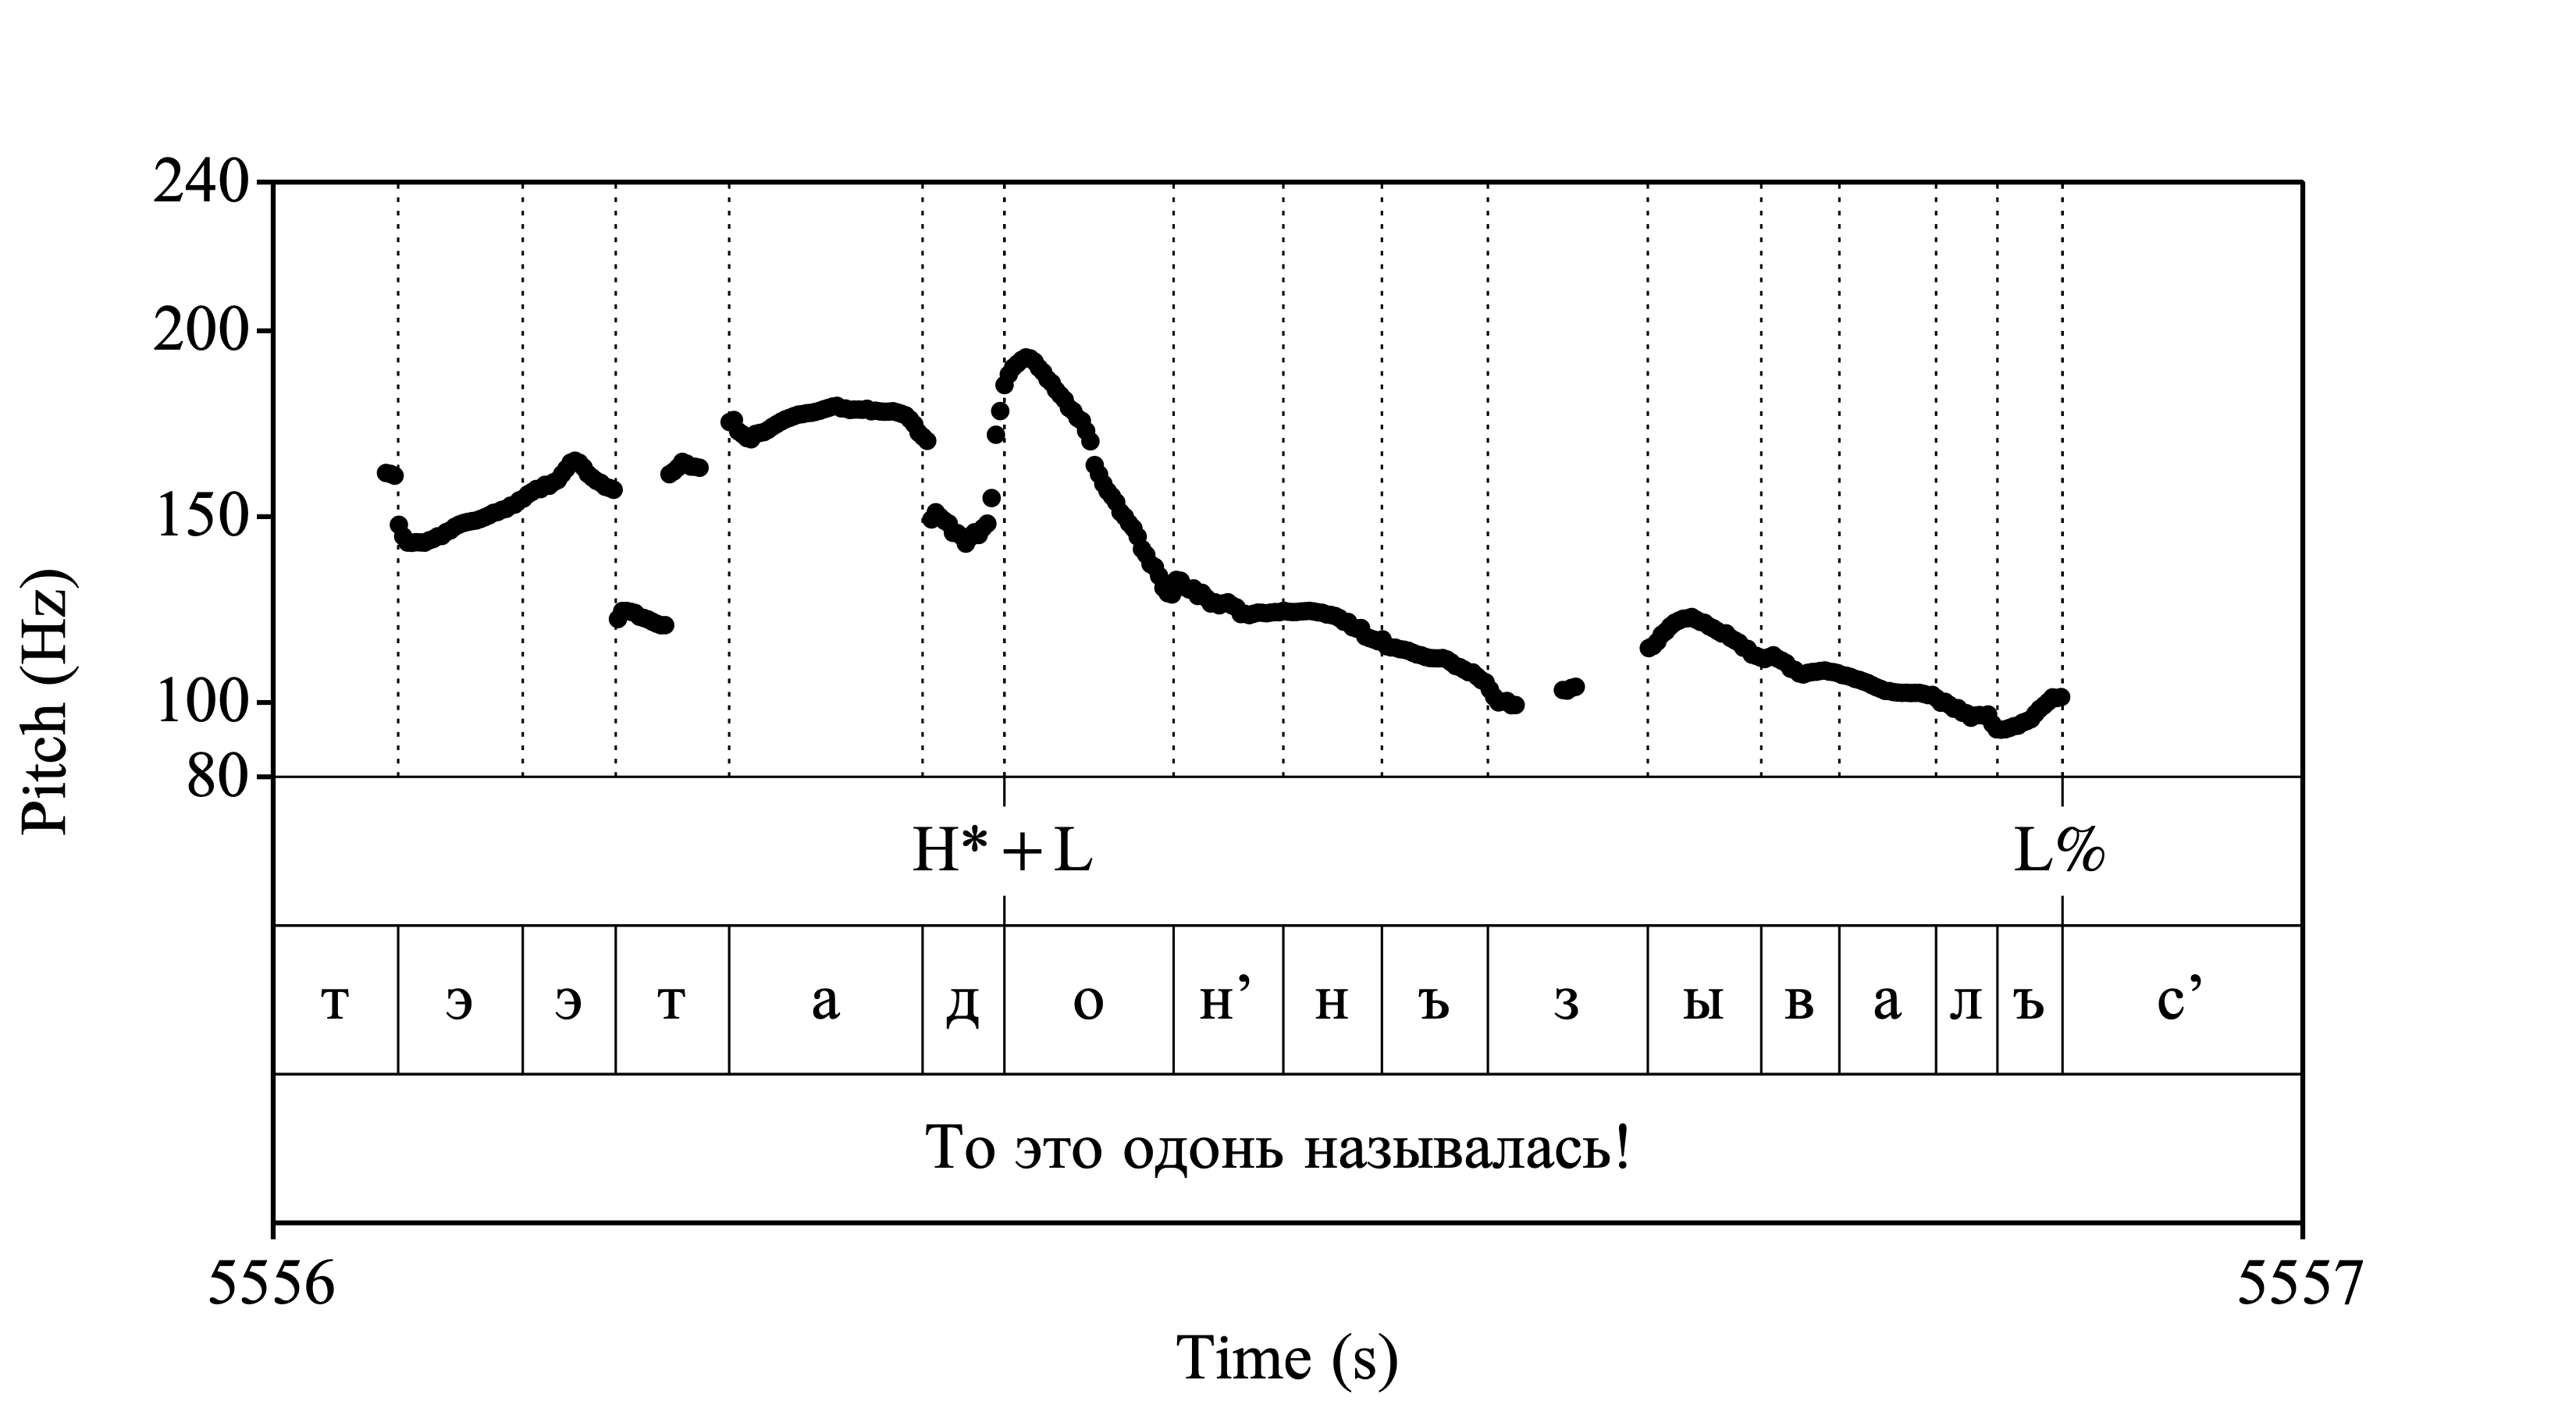 240
200
150
100
80
Pitch (Hz)
H*+L L%
т э э т а д о н’ н ъ з ы в а л ъ с’
То это одонь называлась!
5556 5557
Time (s)